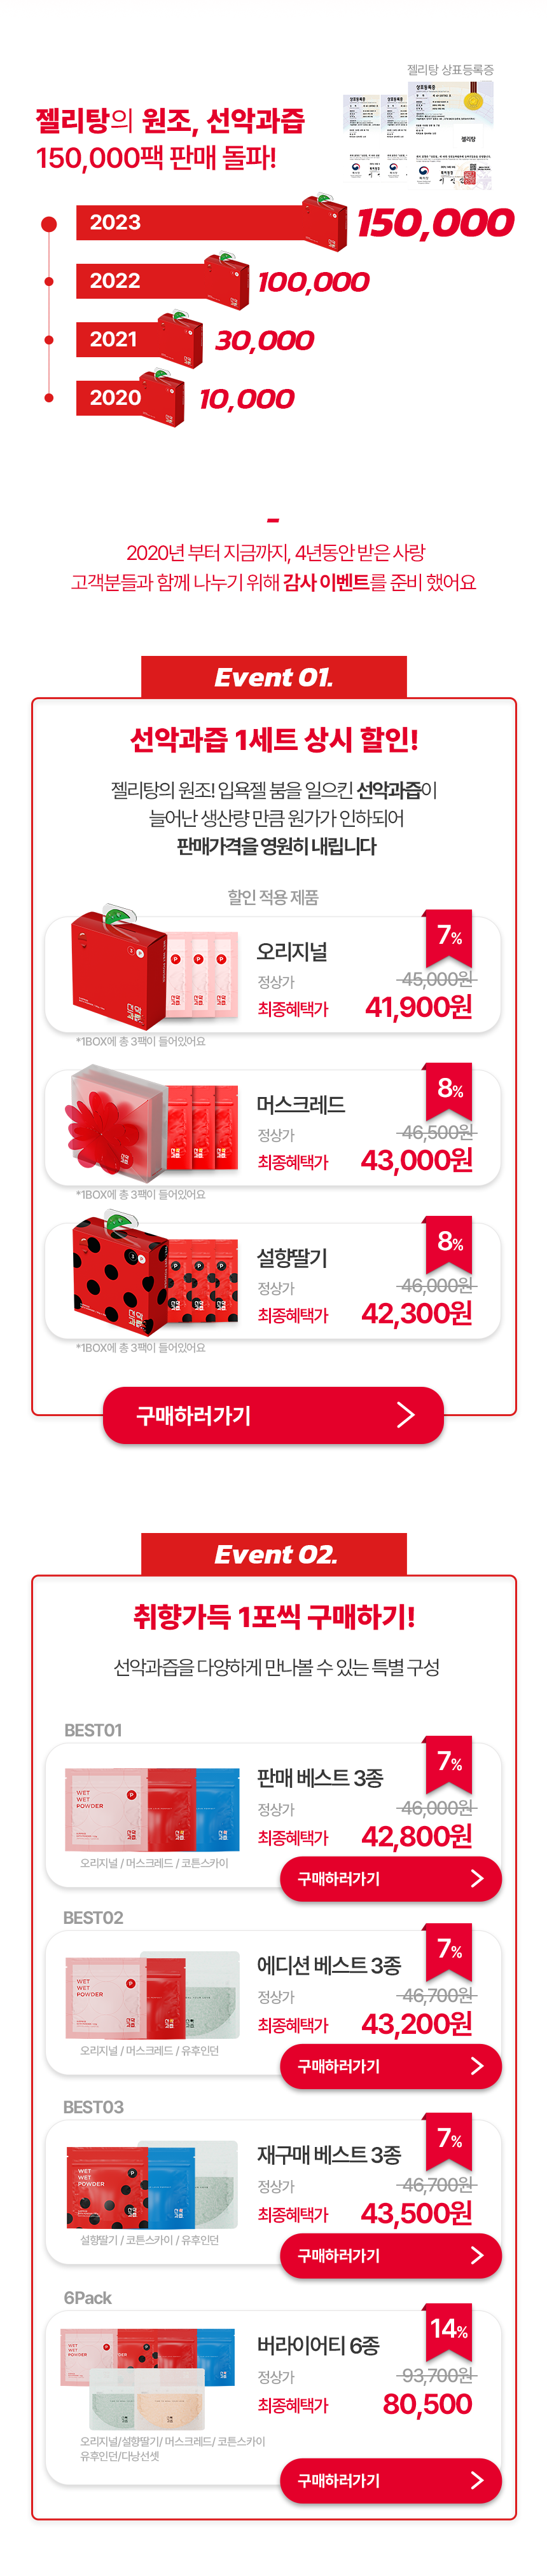 젤리탕 상표등록증
젤리탕의 원조, 선악과즙
150,000팩 판매 돌파!
상표등록증
젤리탕
2023
150,000
2022
100,000
2021
30,000
2020
10,000
2020년 부터 지금까지, 4년동안 받은 사랑
고객분들과 함께 나누기 위해 감사 이벤트를 준비 했어요
Event 01.
선악과즙 1세트 상시 할인!
젤리탕의 원조! 입욕젤 붐을 일으킨 선악과즙이
늘어난 생산량 만큼 원가가 인하되어
판매가격을 영원히 내립니다
할인 적용 제품
7%
오리지널
정상가
45,000원
최종혜택가
41,900원
*1BOX에 총 3팩이 들어있어요
8%
머스크레드
정상가
46,500원
최종혜택가
43,000원
*1BOX에 총 3팩이 들어있어요
8%
설향딸기
정상가
46,000원
최종혜택가
42,300원
*1BOX에 총 3팩이 들어있어요
구매하러가기
Event 02.
취향가득 1포씩 구매하기!
선악과즙을 다양하게 만나볼 수 있는 특별 구성
BEST01
7%
WET
WET
POWDER
P
판매 베스트 3종
정상가
46,000원
최종혜택가
42,800원
오리지널 / 머스크레드 / 코튼스카이
구매하러가기
BEST02
7%
WET
WET
POWDER
P
에디션 베스트 3종
정상가
46,700원
최종혜택가
43,200원
오리지널 / 머스크레드 / 유후인던
구매하러가기
BEST03
7%
WET
WET
POWDER
P
재구매 베스트 3종
정상가
46,700원
최종혜택가
43,500원
설향딸기 / 코튼스카이 / 유후인던
구매하러가기
6Pack
14%
WET
WET
POWDER
버라이어티 6종
정상가
93,700원
최종혜택가
80,500
오리지널/설향딸기/ 머스크레드/ 코튼스카이
유후인던/다낭선셋
구매하러가기